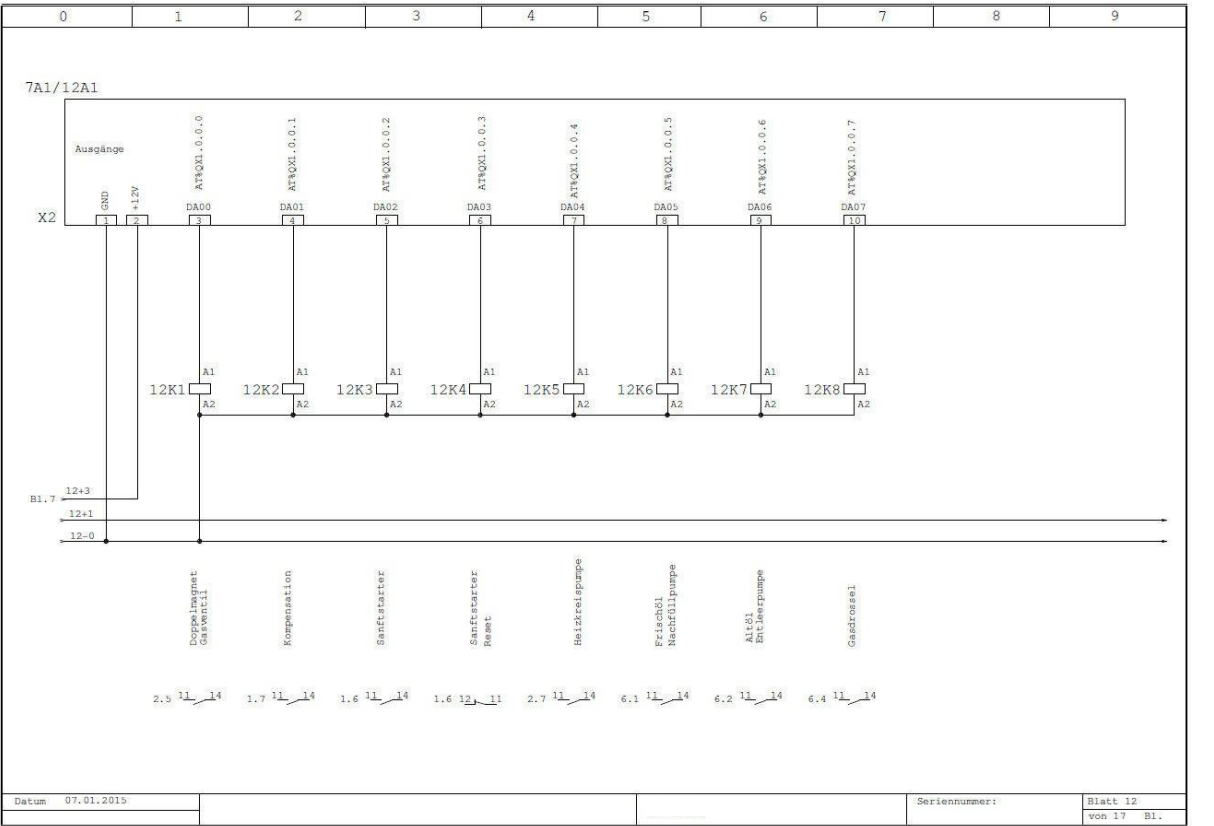 0 1 2 3 4 5 6 7 8 9
7A1/12A1
Ausgänge
GND
+12V
AT%QX1.0.0.0
AT%QX1.0.0.1
AT%QX1.0.0.2
AT%QX1.0.0.3
AT%QX1.0.0.4
AT%QX1.0.0.5
AT%QX1.0.0.6
AT%QX1.0.0.7
DA00 DA01 DA02 DA03 DA04 DA05 DA06 DA07
X2 1 2 3 4 5 6 7 8 9 10
A1 A1 A1 A1 A1 A1 A1 A1
12K1 12K2 12K3 12K4 12K5 12K6 12K7 12K8
A2 A2 A2 A2 A2 A2 A2 A2
12+3
Bl.7
12+1
12-0
Doppelmagnet
Gasventil
Kompensation
Sanftstarter
Sanftstarter
Reset
Heizkreispumpe
Frischöl
Nachfüllpumpe
Altöl
Entleerpumpe
Gasdrossel
2.5 11 14 1.7 11 14 1.6 11 14 1.6 12 11 2.7 11 14 6.1 11 14 6.2 11 14 6.4 11 14
Datum 07.01.2015 Seriennummer: Blatt 12
von 17 Bl.